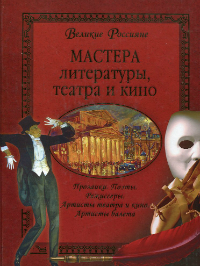 Великие Россияне
МАСТЕРА
литературы,
театра и кино
Прозаики. Поэты.
Режиссеры
Артисты театра и кино
Артисты балета